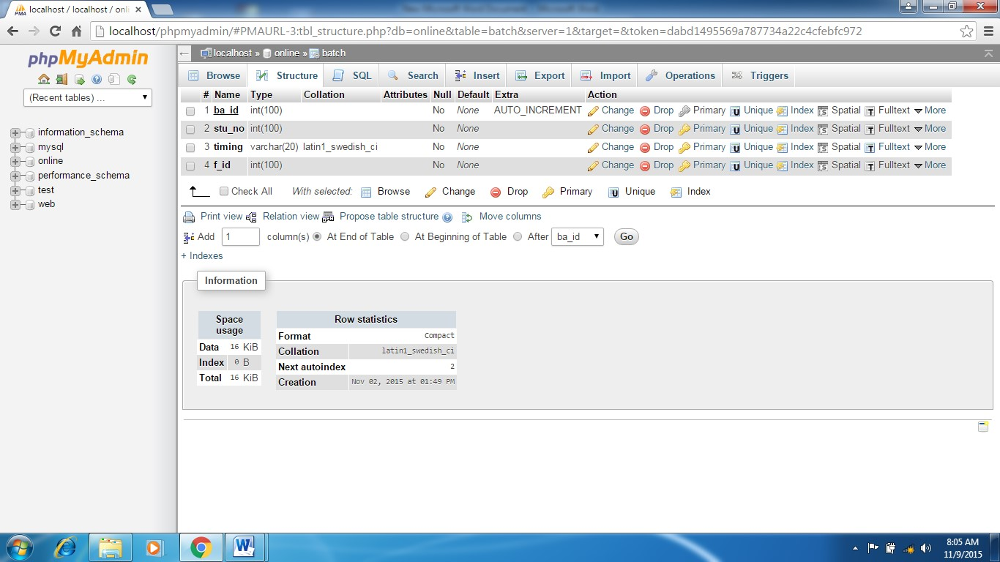 New Microsoft Word Document - Microsoft Word
localhost / localhost / onli
localhost/phpmyadmin/#PMAURL-3:tbl_structure.php?db=online&table=batch&server=1&target=&token=dabd1495569a787734a22c4cfebfc972
phpMyAdmin
(Recent tables) ...
information_schema
mysql
online
performance_schema
test
web
localhost » online » batch
Browse Structure SQL Search Insert Export Import Operations Triggers
# Name Type Collation Attributes Null Default Extra Action
1 ba_id int(100) No None AUTO_INCREMENT Change Drop Primary Unique Index Spatial Fulltext More
2 stu_no int(100) No None Change Drop Primary Unique Index Spatial Fulltext More
3 timing varchar(20) latin1_swedish_ci No None Change Drop Primary Unique Index Spatial Fulltext More
4 f_id int(100) No None Change Drop Primary Unique Index Spatial Fulltext More
Check All With selected: Browse Change Drop Primary Unique Index
Print view Relation view Propose table structure Move columns
Add 1 column(s) At End of Table At Beginning of Table After ba_id Go
+ Indexes
Information
Space usage
Data 16 KiB
Index 0 B
Total 16 KiB
Row statistics
Format Compact
Collation latin1_swedish_ci
Next autoindex 2
Creation Nov 02, 2015 at 01:49 PM
8:05 AM
11/9/2015